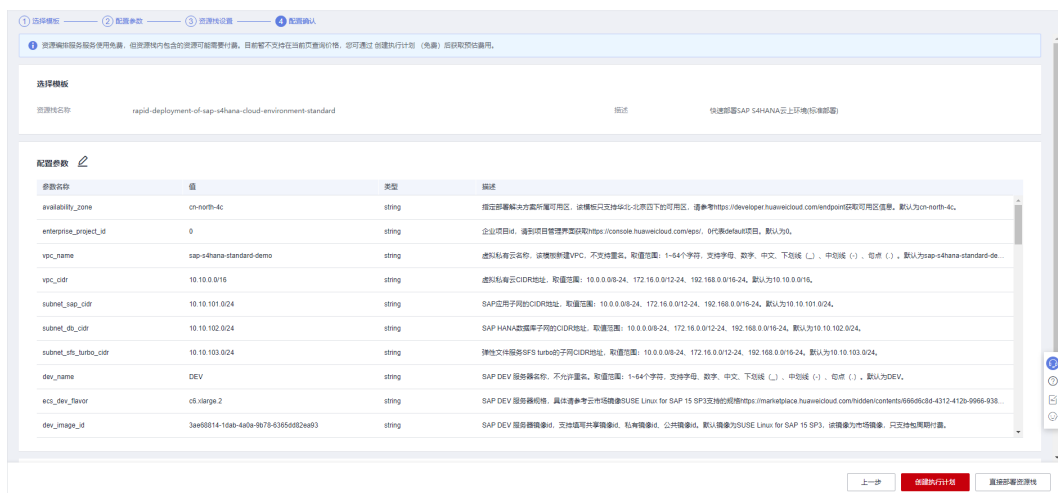 1 选择模板 2 配置参数 3 资源栈设置 4 配置确认
资源编排服务服务使用免费，但资源栈内包含的资源可能需要付费。目前暂不支持在当前页查询价格，您可通过 创建执行计划 （免费）后获取预估费用。
选择模板
资源栈名称 rapid-deployment-of-sap-s4hana-cloud-environment-standard 描述 快速部署SAP S4HANA云上环境(标准部署)
配置参数
参数名称 值 类型 描述
availability_zone cn-north-4c string 指定部署解决方案所属可用区，该模板只支持华北-北京四下的可用区，请参考https://developer.huaweicloud.com/endpoint获取可用区信息。默认为cn-north-4c。
enterprise_project_id 0 string 企业项目id，请到项目管理界面获取https://console.huaweicloud.com/eps/，0代表default项目。默认为0。
vpc_name sap-s4hana-standard-demo string 虚拟私有云名称，该模板新建VPC，不支持重名。取值范围：1~64个字符，支持字母、数字、中文、下划线（_）、中划线（-）、句点（.）。默认为sap-s4hana-standard-de...
vpc_cidr 10.10.0.0/16 string 虚拟私有云CIDR地址，取值范围：10.0.0.0/8-24，172.16.0.0/12-24，192.168.0.0/16-24。默认为10.10.0.0/16。
subnet_sap_cidr 10.10.101.0/24 string SAP应用子网的CIDR地址，取值范围：10.0.0.0/8-24，172.16.0.0/12-24，192.168.0.0/16-24。默认为10.10.101.0/24。
subnet_db_cidr 10.10.102.0/24 string SAP HANA数据库子网的CIDR地址，取值范围：10.0.0.0/8-24，172.16.0.0/12-24，192.168.0.0/16-24。默认为10.10.102.0/24。
subnet_sfs_turbo_cidr 10.10.103.0/24 string 弹性文件服务SFS turbo的子网CIDR地址，取值范围：10.0.0.0/8-24，172.16.0.0/12-24，192.168.0.0/16-24。默认为10.10.103.0/24。
dev_name DEV string SAP DEV 服务器名称，不允许重名。取值范围：1~64个字符，支持字母、数字、中文、下划线（_）、中划线（-）、句点（.）。默认为DEV。
ecs_dev_flavor c6.xlarge.2 string SAP DEV 服务器规格，具体请参考云市场镜像SUSE Linux for SAP 15 SP3支持的规格https://marketplace.huaweicloud.com/hidden/contents/666d6c8d-4312-412b-9966-938...
dev_image_id 3ae68814-1dab-4a0a-9b78-6365dd82ea93 string SAP DEV 服务器镜像id，支持填写共享镜像id，私有镜像id，公共镜像id。默认镜像为SUSE Linux for SAP 15 SP3，该镜像为市场镜像，只支持包周期付费。
上一步 创建执行计划 直接部署资源栈